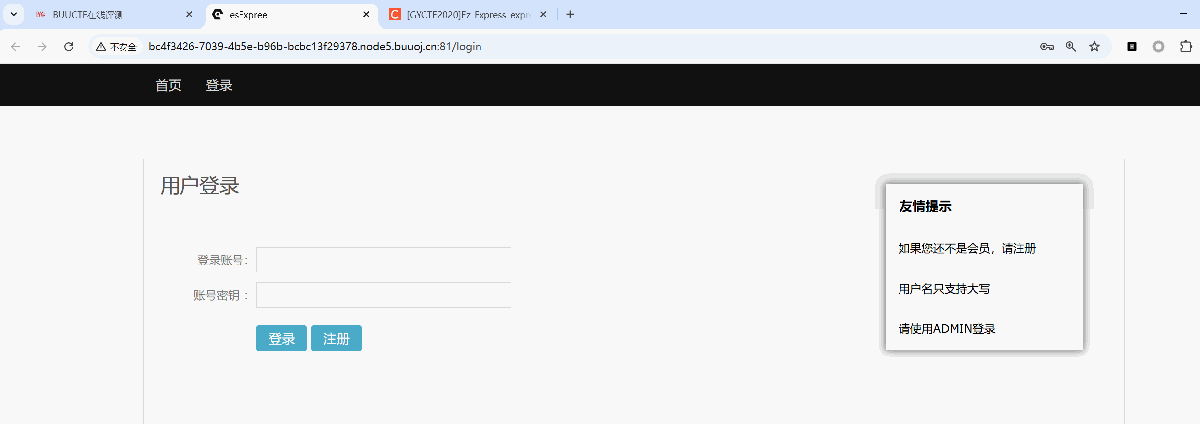 BUUCTF在线评测
esExpree
[GYCTF2020]Ez_Express_expre
不安全
bc4f3426-7039-4b5e-b96b-bcbc13f29378.node5.buuoj.cn:81/login
首页 登录
用户登录
登录账号：
账号密钥：
登录 注册
友情提示
如果您还不是会员，请注册
用户名只支持大写
请使用ADMIN登录